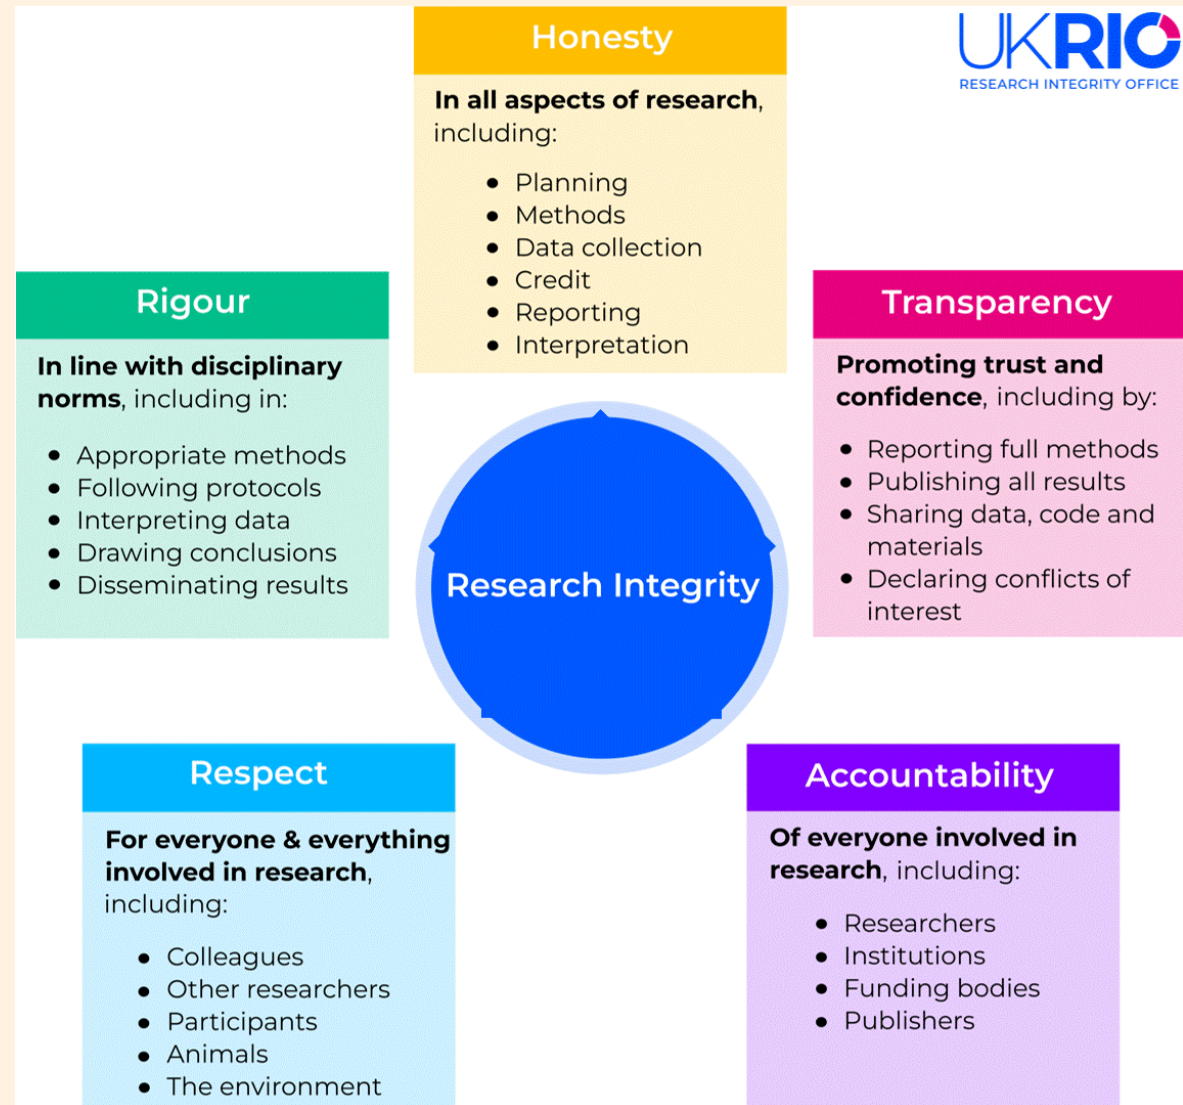 Honesty
In all aspects of research,
including:
• Planning
• Methods
• Data collection
• Credit
• Reporting
• Interpretation
UKRIO
RESEARCH INTEGRITY OFFICE
Rigour
In line with disciplinary
norms, including in:
• Appropriate methods
• Following protocols
• Interpreting data
• Drawing conclusions
• Disseminating results
Transparency
Promoting trust and
confidence, including by:
• Reporting full methods
• Publishing all results
• Sharing data, code and
materials
• Declaring conflicts of
interest
Research Integrity
Respect
For everyone & everything
involved in research,
including:
• Colleagues
• Other researchers
• Participants
• Animals
• The environment
Accountability
Of everyone involved in
research, including:
• Researchers
• Institutions
• Funding bodies
• Publishers